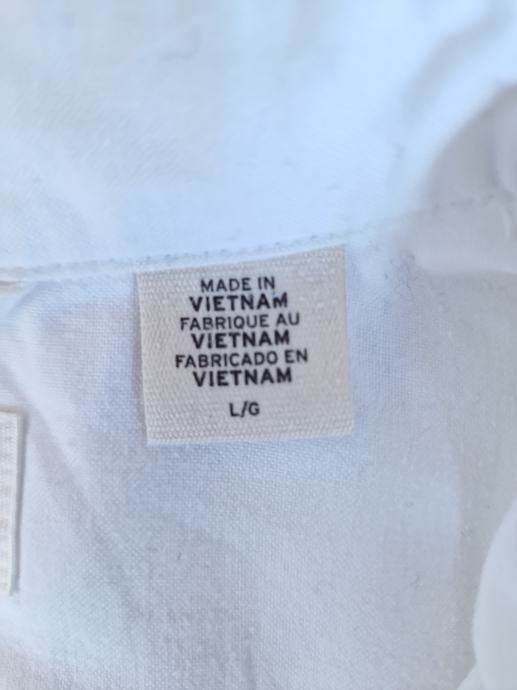 MADE IN
VIETNAM
FABRIQUE AU
VIETNAM
FABRICADO EN
VIETNAM
L/G